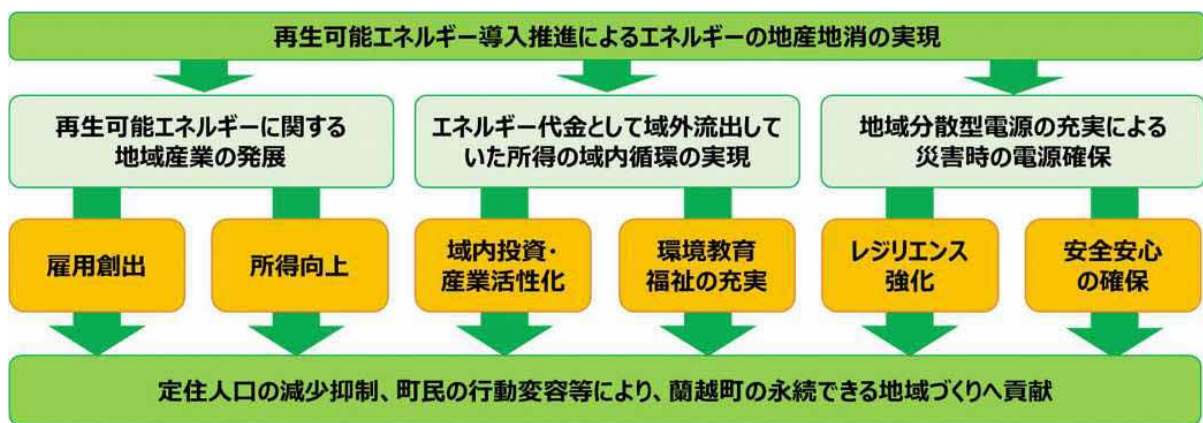 再生可能エネルギー導入推進によるエネルギーの地産地消の実現
再生可能エネルギーに関する
地域産業の発展
エネルギー代金として域外流出して
いた所得の域内循環の実現
地域分散型電源の充実による
災害時の電源確保
雇用創出
所得向上
域内投資・
産業活性化
環境教育
福祉の充実
レジリエンス
強化
安全安心
の確保
定住人口の減少抑制、町民の行動変容等により、蘭越町の永続できる地域づくりへ貢献